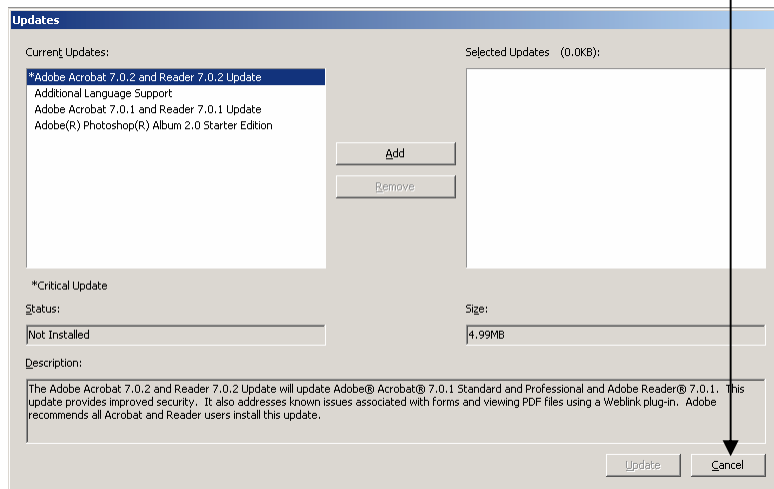 Updates
Current Updates:
Selected Updates (0.0KB):
*Adobe Acrobat 7.0.2 and Reader 7.0.2 Update
Additional Language Support
Adobe Acrobat 7.0.1 and Reader 7.0.1 Update
Adobe(R) Photoshop(R) Album 2.0 Starter Edition
Add
Remove
*Critical Update
Status:
Size:
Not Installed
4.99MB
Description:
The Adobe Acrobat 7.0.2 and Reader 7.0.2 Update will update Adobe® Acrobat® 7.0.1 Standard and Professional and Adobe Reader® 7.0.1. This
update provides improved security. It also addresses known issues associated with forms and viewing PDF files using a Weblink plug-in. Adobe
recommends all Acrobat and Reader users install this update.
Update
Cancel